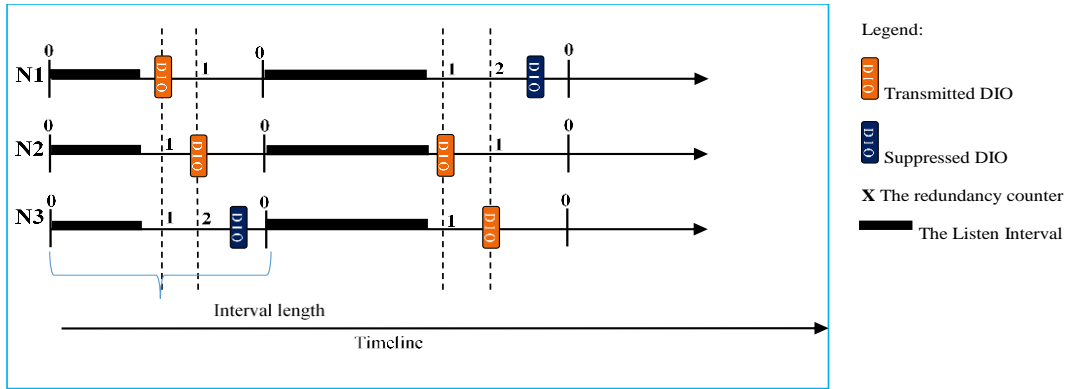 0 0 0
N1 DIO 1 1 2 DIO
0 0 0
N2 1 DIO DIO 1
0 0 0
N3 1 2 DIO 1 DIO
Interval length
Timeline
Legend:
DIO Transmitted DIO
DIO Suppressed DIO
X The redundancy counter
The Listen Interval